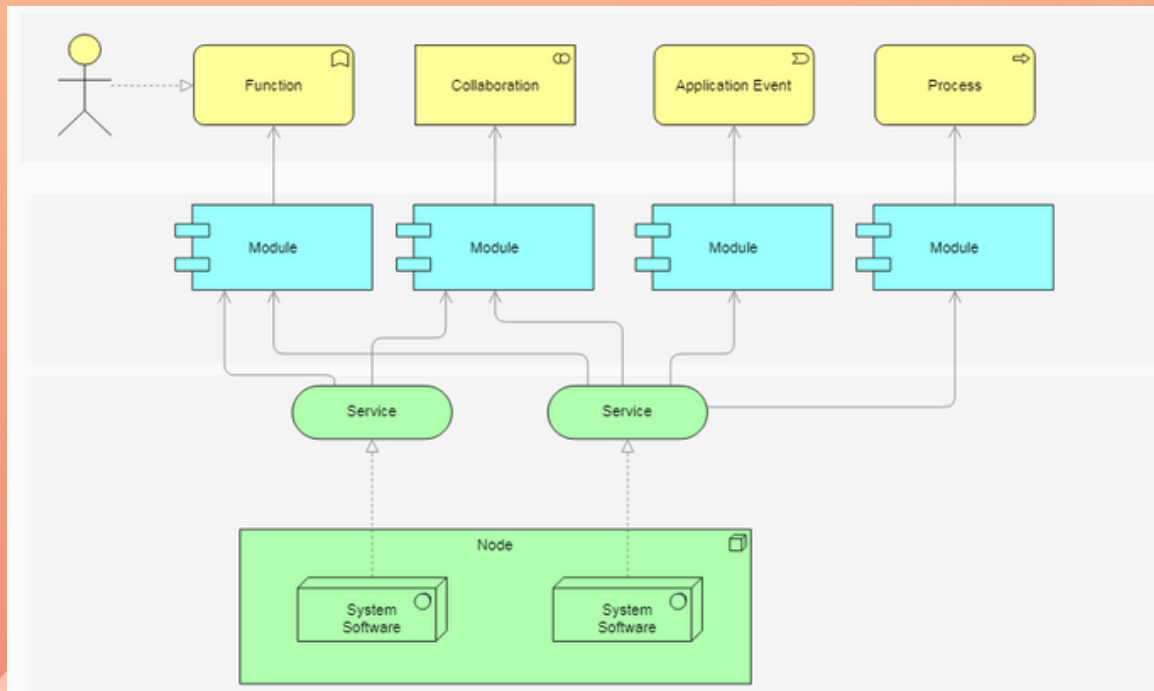 Function
Collaboration
Application Event
Process
Module
Module
Module
Module
Service
Service
Node
System
Software
System
Software